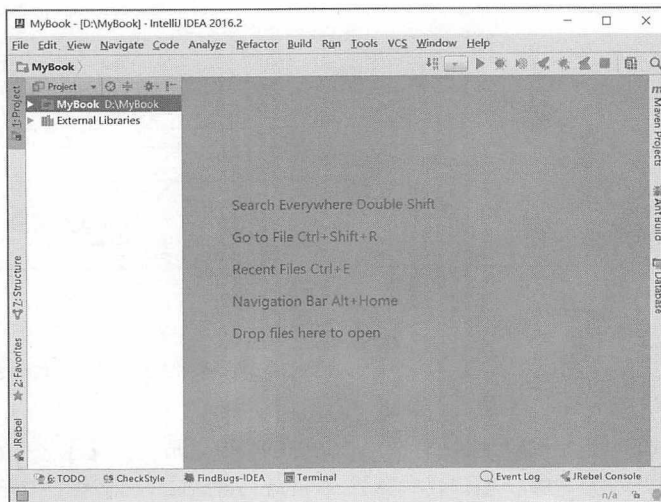 MyBook - [D:\MyBook] - IntelliJ IDEA 2016.2
File Edit View Navigate Code Analyze Refactor Build Run Tools VCS Window Help
MyBook
Project
MyBook D:\MyBook
External Libraries
1: Project
7: Structure
2: Favorites
JRebel
Search Everywhere Double Shift
Go to File Ctrl+Shift+R
Recent Files Ctrl+E
Navigation Bar Alt+Home
Drop files here to open
Maven Projects
Ant Build
Database
6: TODO CheckStyle FindBugs-IDEA Terminal Event Log JRebel Console
n/a